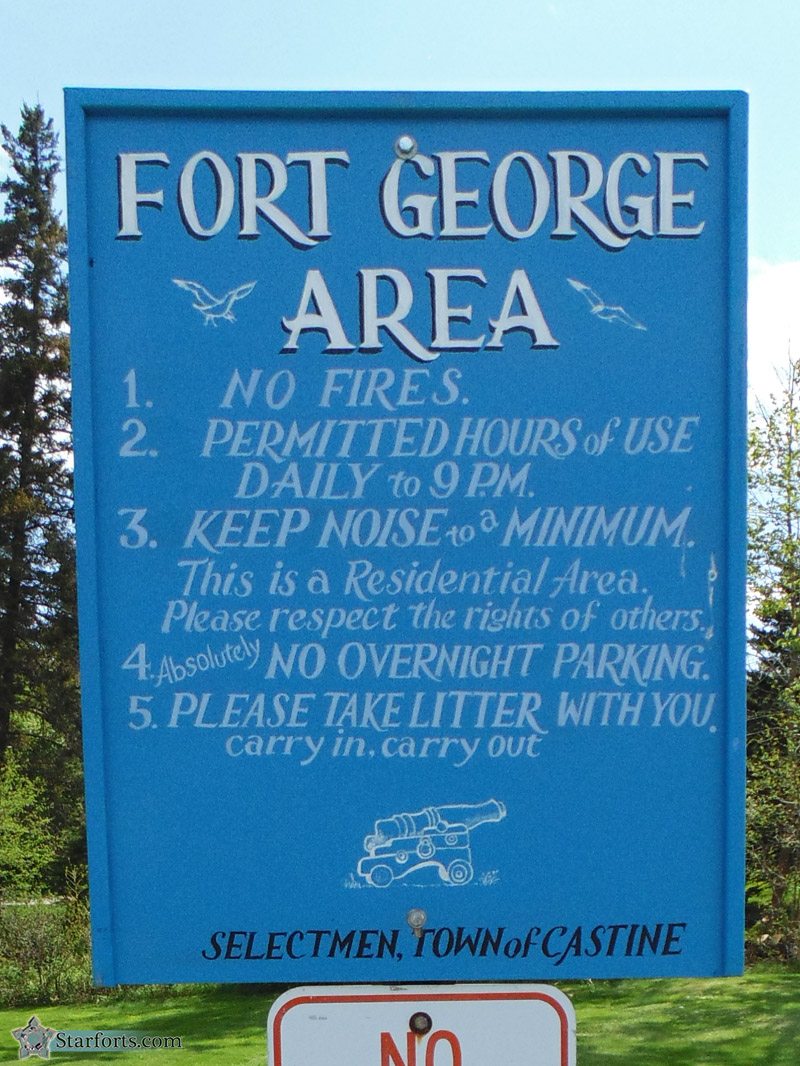 FORT GEORGE
AREA
1. NO FIRES.
2. PERMITTED HOURS of USE
DAILY to 9 P.M.
3. KEEP NOISE to a MINIMUM.
This is a Residential Area.
Please respect the rights of others.
4. Absolutely NO OVERNIGHT PARKING.
5. PLEASE TAKE LITTER WITH YOU.
carry in, carry out
SELECTMEN, TOWN of CASTINE
NO
Starforts.com